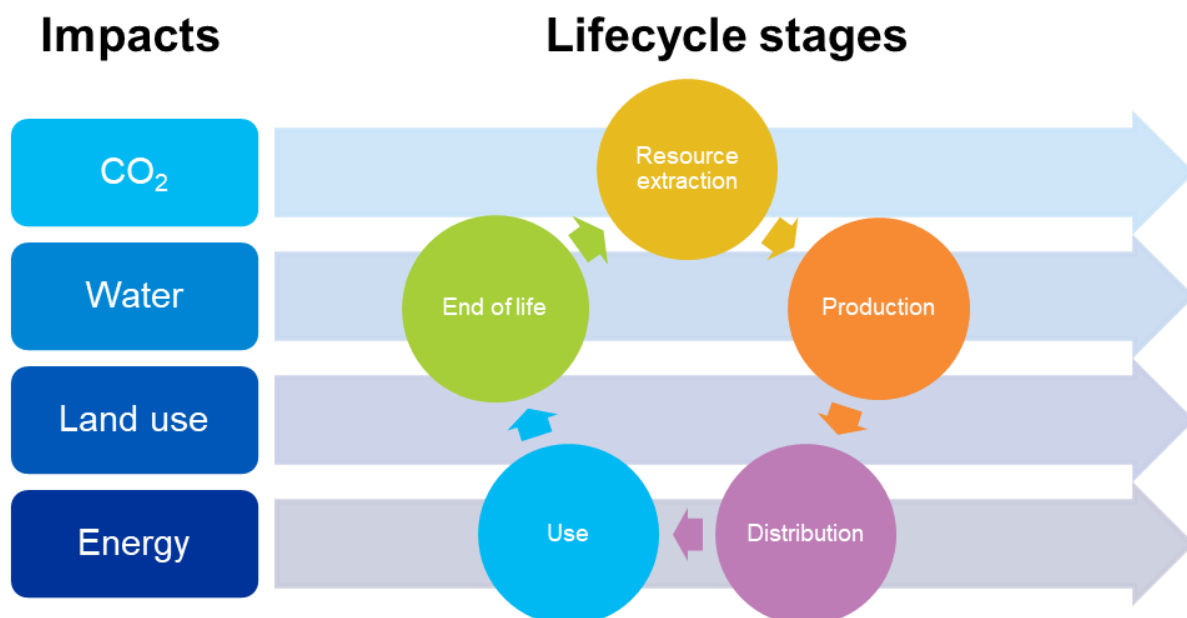 Impacts
Lifecycle stages
CO₂
Resource
extraction
Water
End of life
Production
Land use
Energy
Use
Distribution